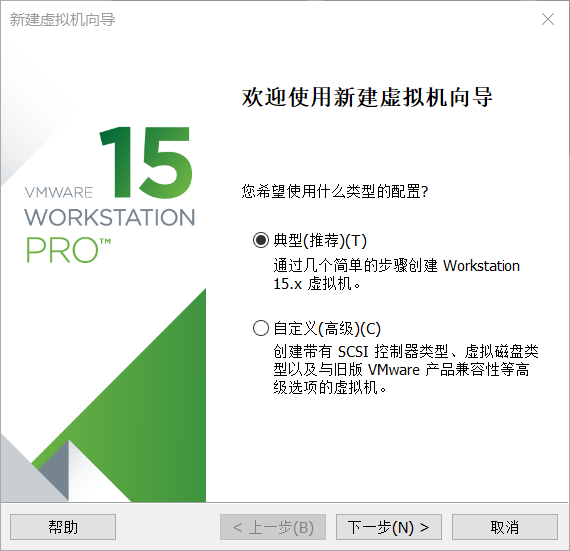 新建虚拟机向导
欢迎使用新建虚拟机向导
15
VMWARE
WORKSTATION
PRO™
您希望使用什么类型的配置?
典型(推荐)(T)
通过几个简单的步骤创建 Workstation
15.x 虚拟机。
自定义(高级)(C)
创建带有 SCSI 控制器类型、虚拟磁盘类
型以及与旧版 VMware 产品兼容性等高
级选项的虚拟机。
帮助
< 上一步(B)
下一步(N) >
取消